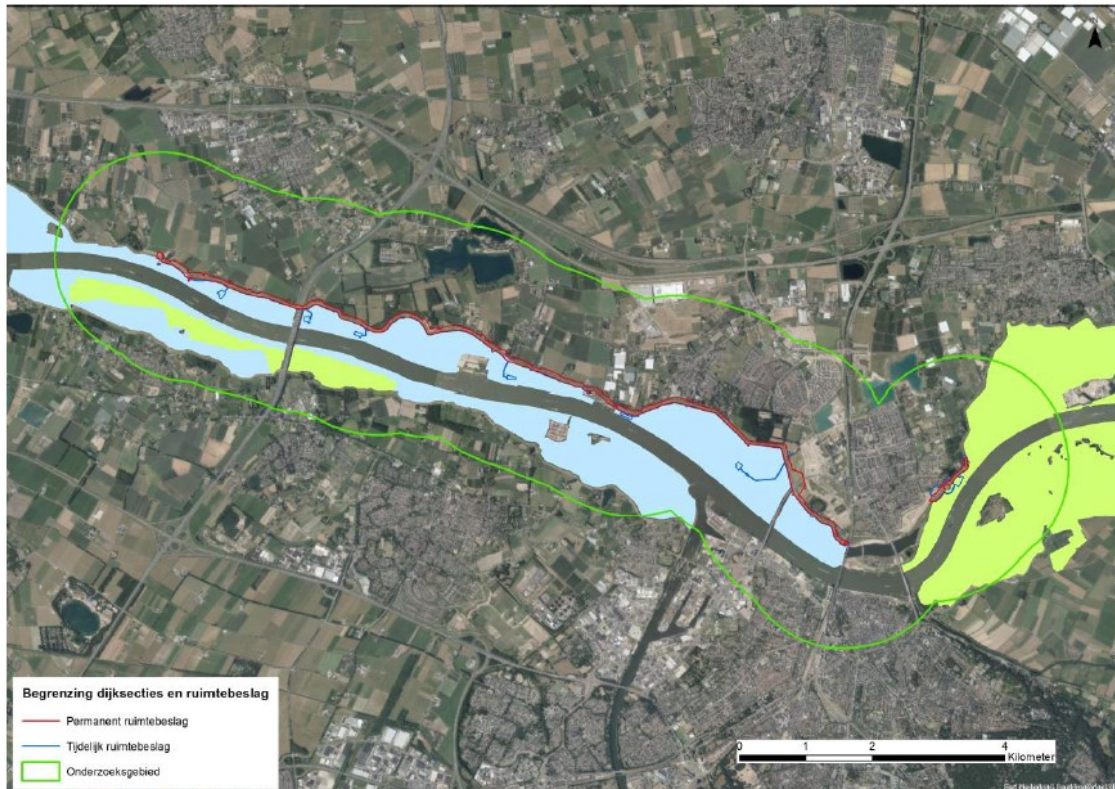 Begrenzing dijksecties en ruimtebeslag
Permanent ruimtebeslag
Tijdelijk ruimtebeslag
Onderzoeksgebied
0 1 2 4
Kilometer